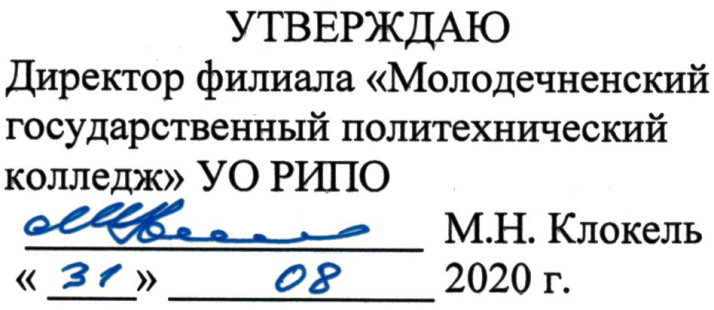 УТВЕРЖДАЮ
Директор филиала «Молодечненский
государственный политехнический
колледж» УО РИПО
М.Н. Клокель
« 31 » 08 2020 г.